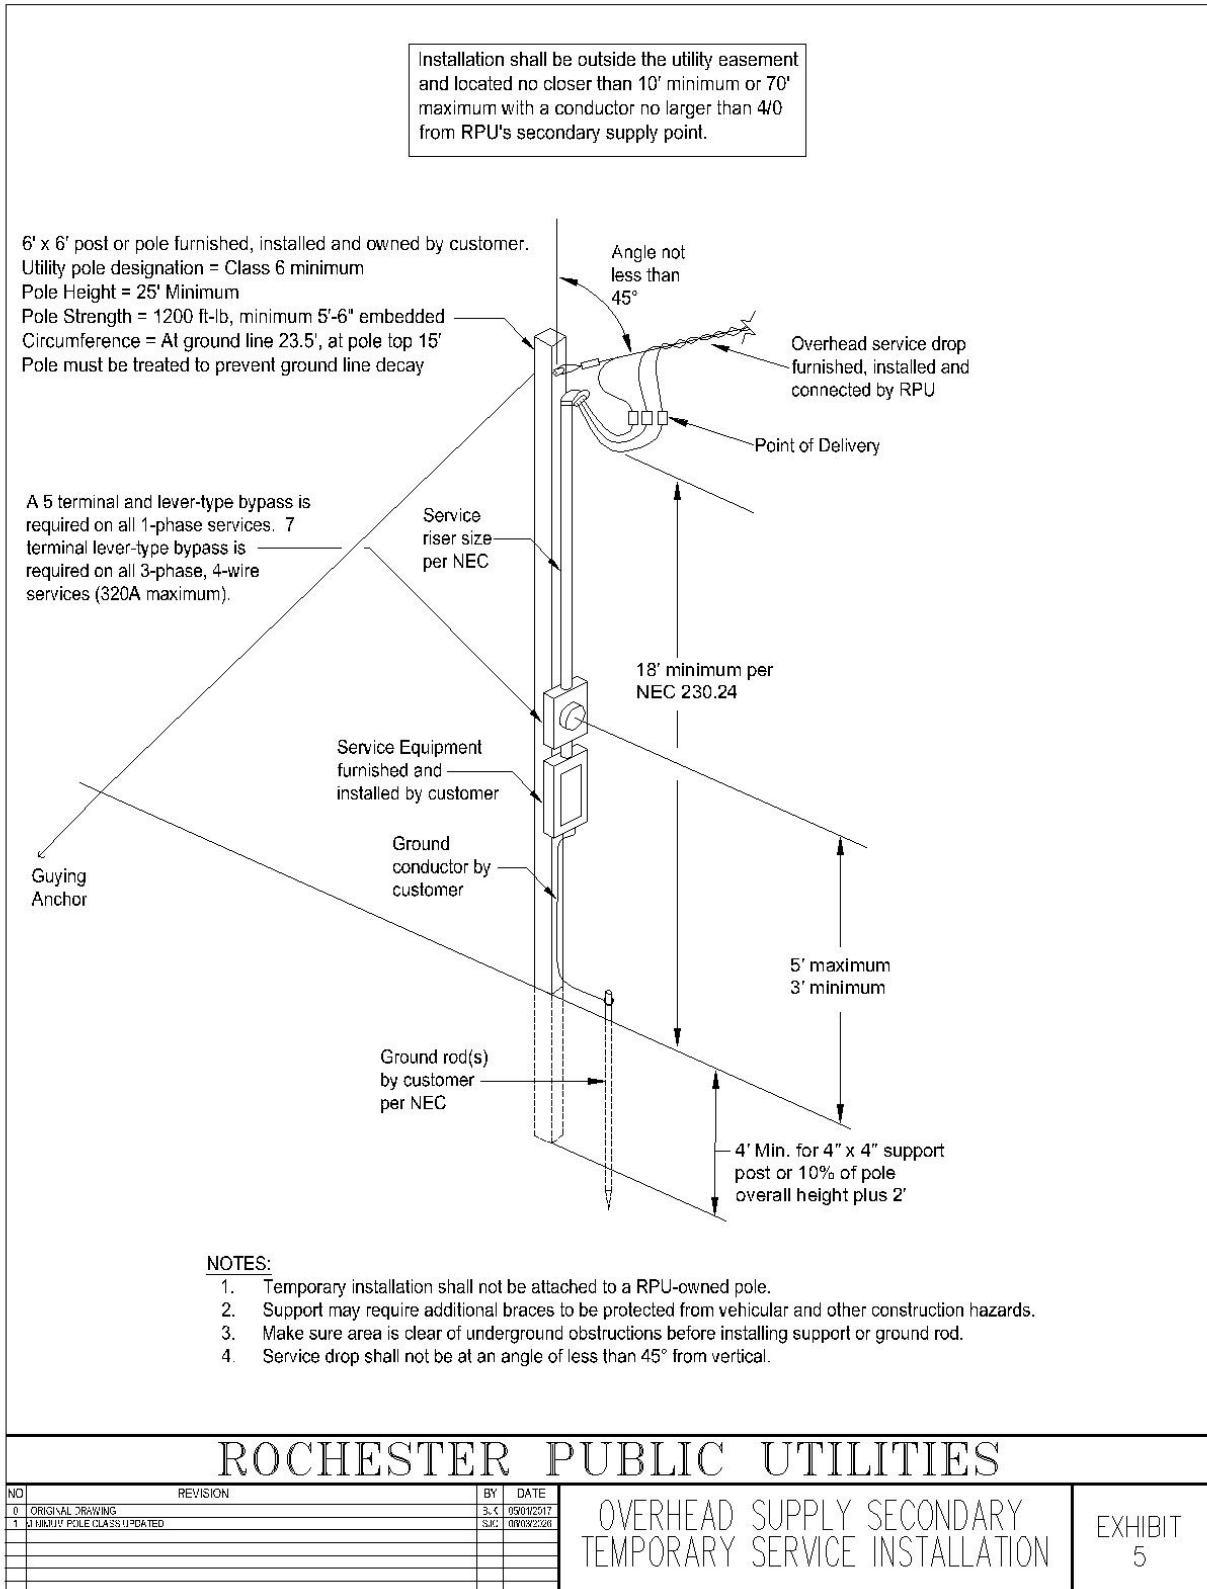 Installation shall be outside the utility easement
and located no closer than 10' minimum or 70'
maximum with a conductor no larger than 4/0
from RPU's secondary supply point.
6' x 6' post or pole furnished, installed and owned by customer.
Utility pole designation = Class 6 minimum
Pole Height = 25' Minimum
Pole Strength = 1200 ft-lb, minimum 5'-6" embedded
Circumference = At ground line 23.5', at pole top 15'
Pole must be treated to prevent ground line decay
Angle not
less than
45°
Overhead service drop
furnished, installed and
connected by RPU
Point of Delivery
A 5 terminal and lever-type bypass is
required on all 1-phase services. 7
terminal lever-type bypass is
required on all 3-phase, 4-wire
services (320A maximum).
Service
riser size
per NEC
18' minimum per
NEC 230.24
Service Equipment
furnished and
installed by customer
Ground
conductor by
customer
Guying
Anchor
5' maximum
3' minimum
Ground rod(s)
by customer
per NEC
4' Min. for 4" x 4" support
post or 10% of pole
overall height plus 2'
NOTES:
1. Temporary installation shall not be attached to a RPU-owned pole.
2. Support may require additional braces to be protected from vehicular and other construction hazards.
3. Make sure area is clear of underground obstructions before installing support or ground rod.
4. Service drop shall not be at an angle of less than 45° from vertical.
ROCHESTER PUBLIC UTILITIES
NO REVISION BY DATE
0 ORIGINAL DRAWING 05/01/2017
1 MINIMUM POLE CLASS UPDATED SJC
OVERHEAD SUPPLY SECONDARY
TEMPORARY SERVICE INSTALLATION
EXHIBIT
5